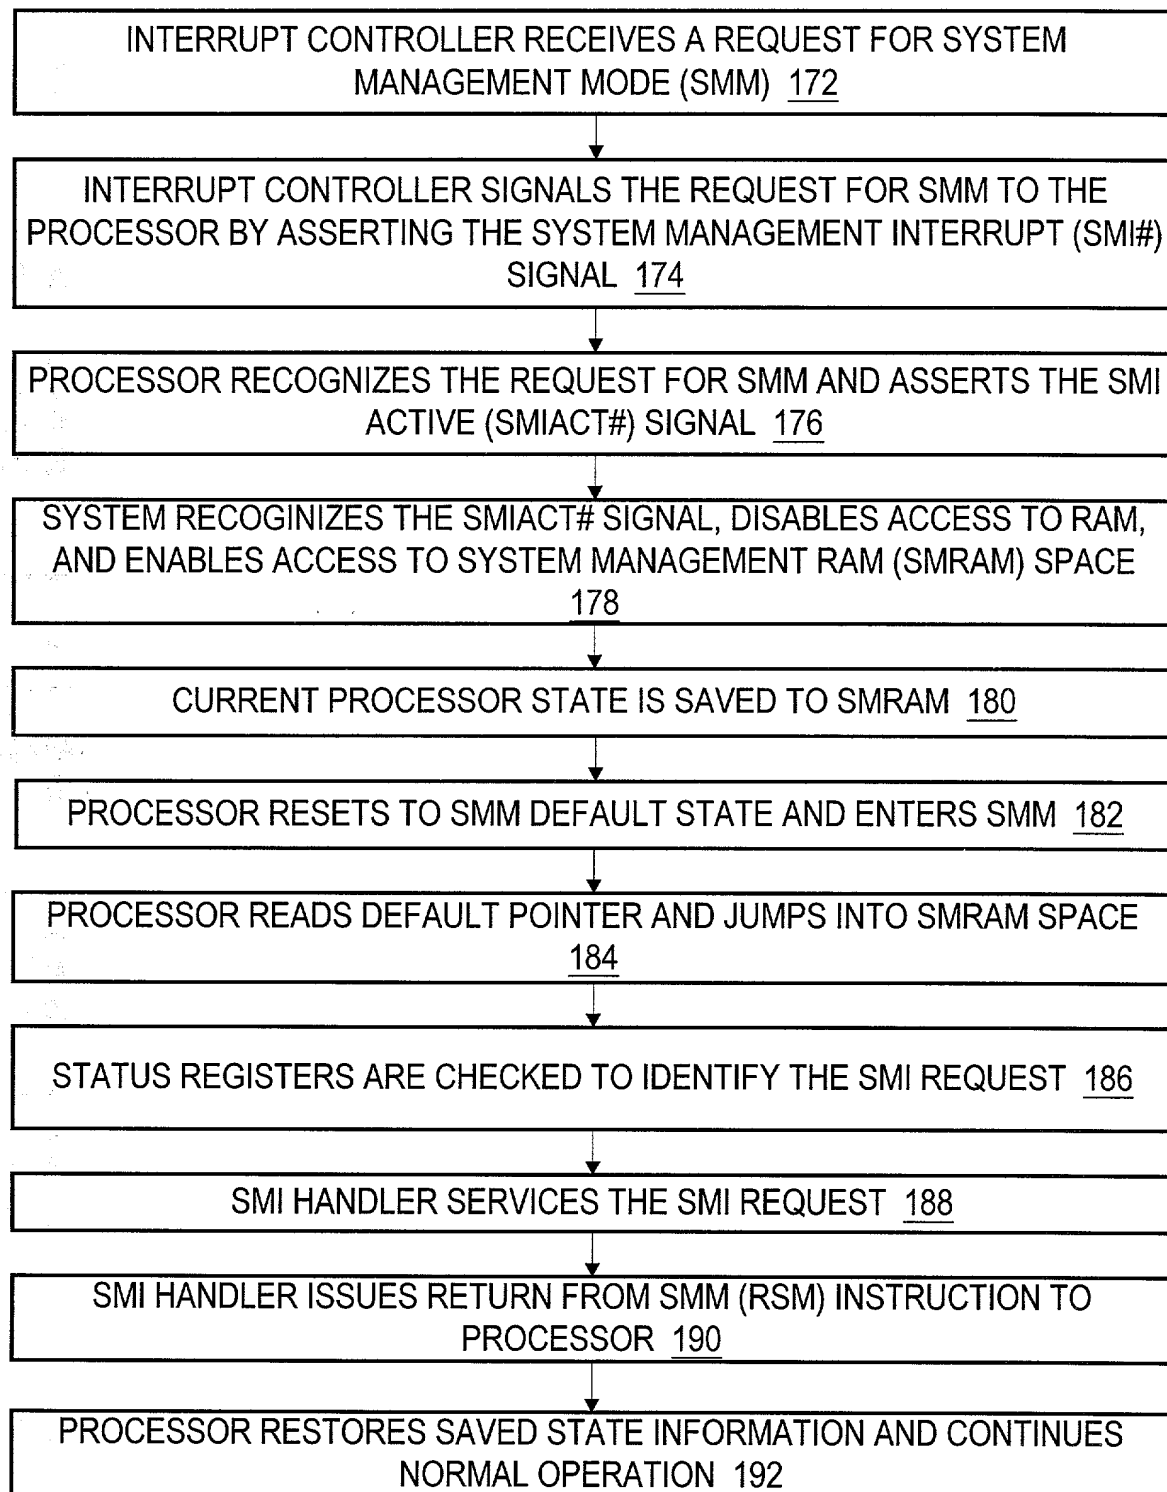 INTERRUPT CONTROLLER RECEIVES A REQUEST FOR SYSTEM
MANAGEMENT MODE (SMM) 172
INTERRUPT CONTROLLER SIGNALS THE REQUEST FOR SMM TO THE
PROCESSOR BY ASSERTING THE SYSTEM MANAGEMENT INTERRUPT (SMI#)
SIGNAL 174
PROCESSOR RECOGNIZES THE REQUEST FOR SMM AND ASSERTS THE SMI
ACTIVE (SMIACT#) SIGNAL 176
SYSTEM RECOGINIZES THE SMIACT# SIGNAL, DISABLES ACCESS TO RAM,
AND ENABLES ACCESS TO SYSTEM MANAGEMENT RAM (SMRAM) SPACE
178
CURRENT PROCESSOR STATE IS SAVED TO SMRAM 180
PROCESSOR RESETS TO SMM DEFAULT STATE AND ENTERS SMM 182
PROCESSOR READS DEFAULT POINTER AND JUMPS INTO SMRAM SPACE
184
STATUS REGISTERS ARE CHECKED TO IDENTIFY THE SMI REQUEST 186
SMI HANDLER SERVICES THE SMI REQUEST 188
SMI HANDLER ISSUES RETURN FROM SMM (RSM) INSTRUCTION TO
PROCESSOR 190
PROCESSOR RESTORES SAVED STATE INFORMATION AND CONTINUES
NORMAL OPERATION 192